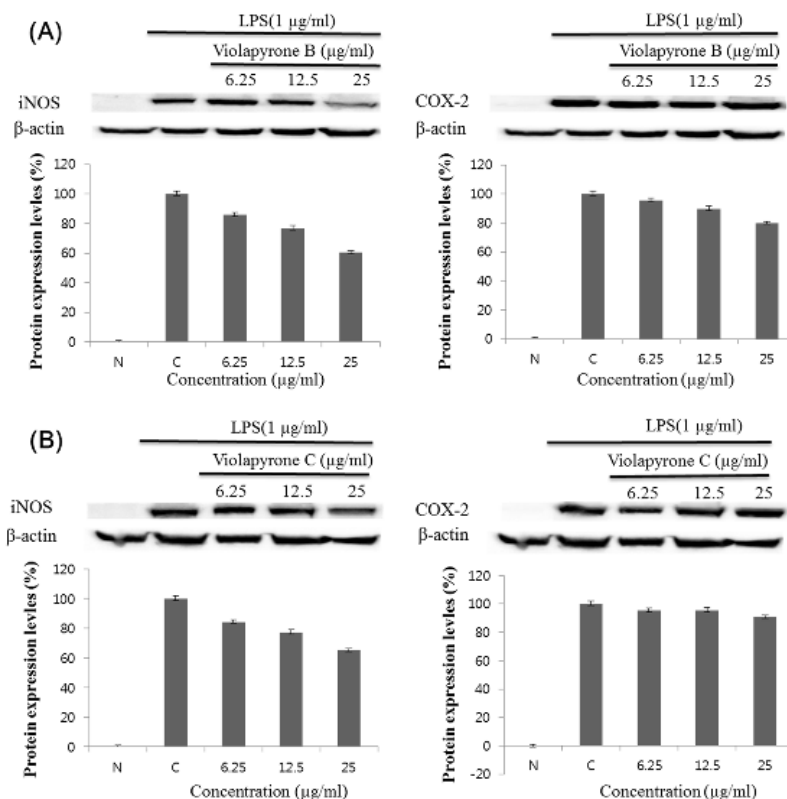 (A)
LPS(1 µg/ml)
Violapyrone B (µg/ml)
6.25 12.5 25
iNOS
β-actin
Protein expression levles (%)
120
100
80
60
40
20
0
N C 6.25 12.5 25
Concentration (µg/ml)
LPS(1 µg/ml)
Violapyrone B (µg/ml)
6.25 12.5 25
COX-2
β-actin
Protein expression levles (%)
120
100
80
60
40
20
0
N C 6.25 12.5 25
Concentration (µg/ml)
(B)
LPS(1 µg/ml)
Violapyrone C (µg/ml)
6.25 12.5 25
iNOS
β-actin
Protein expression levles (%)
120
100
80
60
40
20
0
N C 6.25 12.5 25
Concentration (µg/ml)
LPS(1 µg/ml)
Violapyrone C (µg/ml)
6.25 12.5 25
COX-2
β-actin
Protein expression levles (%)
120
100
80
60
40
20
0
-20
N C 6.25 12.5 25
Concentration (µg/ml)